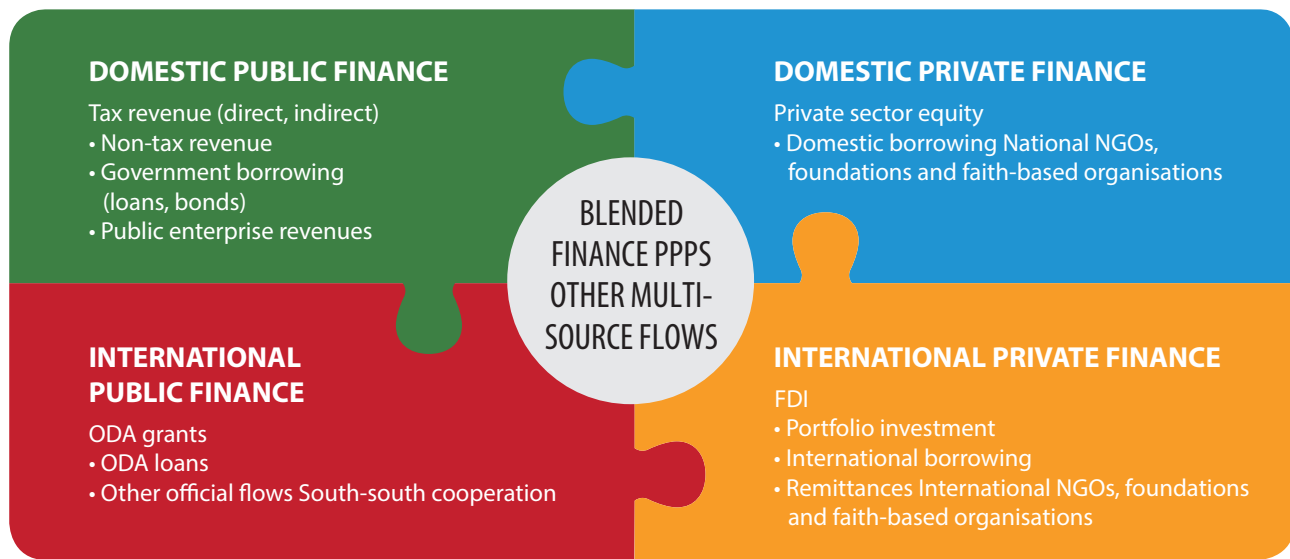 DOMESTIC PUBLIC FINANCE
Tax revenue (direct, indirect)
• Non-tax revenue
• Government borrowing
(loans, bonds)
• Public enterprise revenues
DOMESTIC PRIVATE FINANCE
Private sector equity
• Domestic borrowing National NGOs,
foundations and faith-based organisations
BLENDED
FINANCE PPPS
OTHER MULTI-
SOURCE FLOWS
INTERNATIONAL
PUBLIC FINANCE
ODA grants
• ODA loans
• Other official flows South-south cooperation
INTERNATIONAL PRIVATE FINANCE
FDI
• Portfolio investment
• International borrowing
• Remittances International NGOs, foundations
and faith-based organisations